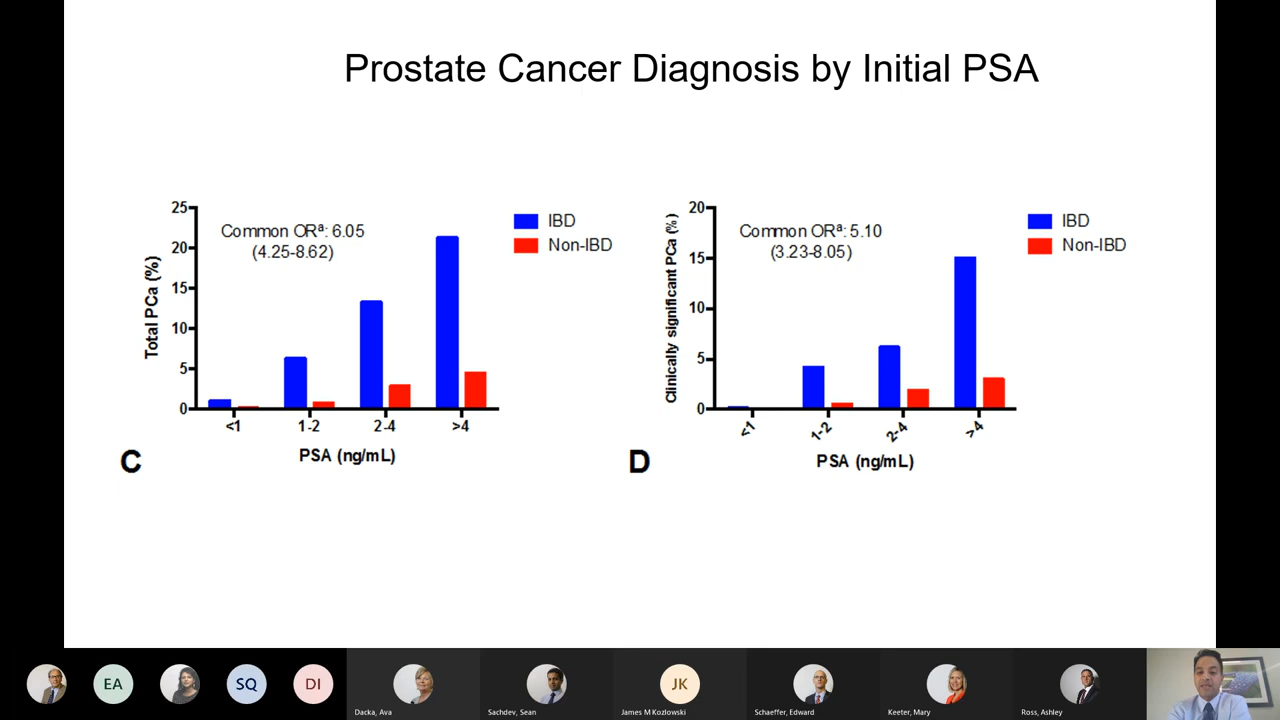 Prostate Cancer Diagnosis by Initial PSA
25
20
15
10
5
0
Total PCa (%)
Common ORª: 6.05
(4.25-8.62)
IBD
Non-IBD
<1
1-2
2-4
>4
PSA (ng/mL)
C
20
15
10
5
0
Clinically significant PCa (%)
Common ORª: 5.10
(3.23-8.05)
IBD
Non-IBD
<1
1-2
2-4
>4
PSA (ng/mL)
D
EA
SQ
DI
JK
Dacka, Ava
Sachdev, Sean
James M Kozlowski
Schaeffer, Edward
Keeter, Mary
Ross, Ashley